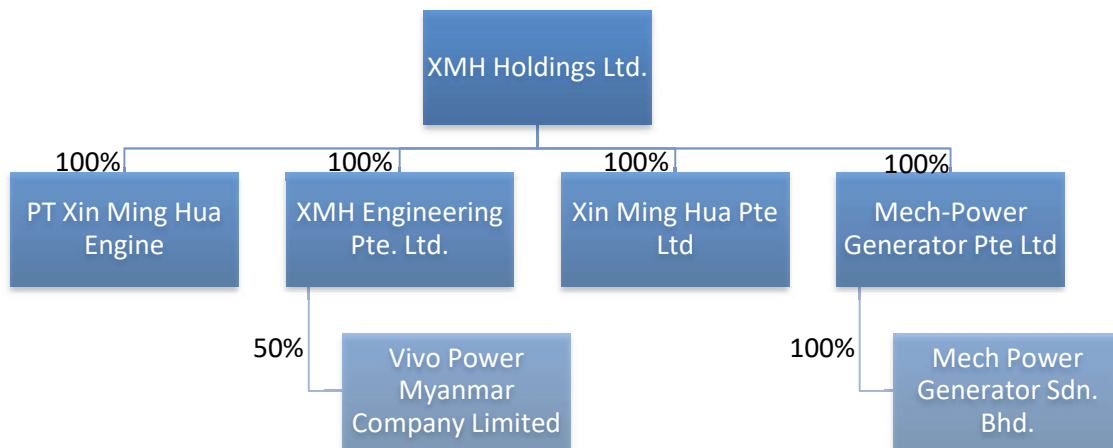 XMH Holdings Ltd.
100%
100%
100%
100%
PT Xin Ming Hua
Engine
XMH Engineering
Pte. Ltd.
Xin Ming Hua Pte
Ltd
Mech-Power
Generator Pte Ltd
50%
Vivo Power
Myanmar
Company Limited
100%
Mech Power
Generator Sdn.
Bhd.